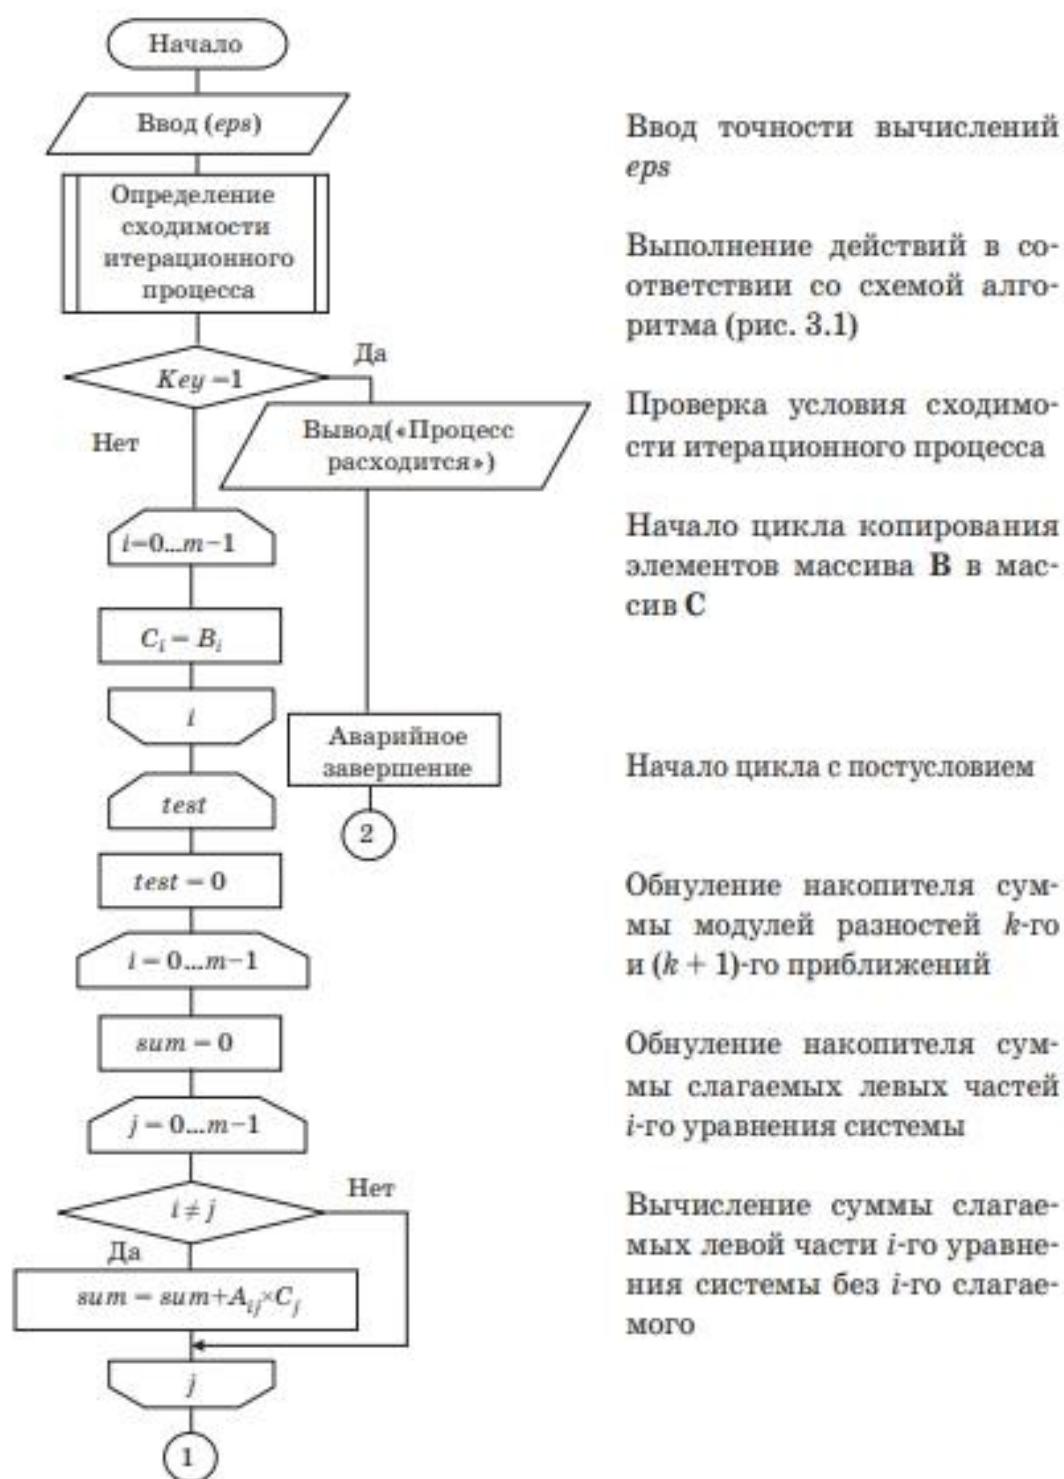 Начало
Ввод (eps)
Ввод точности вычислений
eps
Определение
сходимости
итерационного
процесса
Выполнение действий в со-
ответствии со схемой алго-
ритма (рис. 3.1)
Key =1
Да
Нет
Вывод(«Процесс
расходится»)
Проверка условия сходимо-
сти итерационного процесса
i=0...m−1
Начало цикла копирования
элементов массива B в мас-
сив C
C_i = B_i
i
Аварийное
завершение
2
test
Начало цикла с постусловием
test = 0
Обнуление накопителя сум-
мы модулей разностей k-го
и (k + 1)-го приближений
i = 0...m−1
sum = 0
Обнуление накопителя сум-
мы слагаемых левых частей
i-го уравнения системы
j = 0...m−1
i ≠ j
Нет
Да
Вычисление суммы слагае-
мых левой части i-го уравне-
ния системы без i-го слагае-
мого
sum = sum+A_ij×C_j
j
1